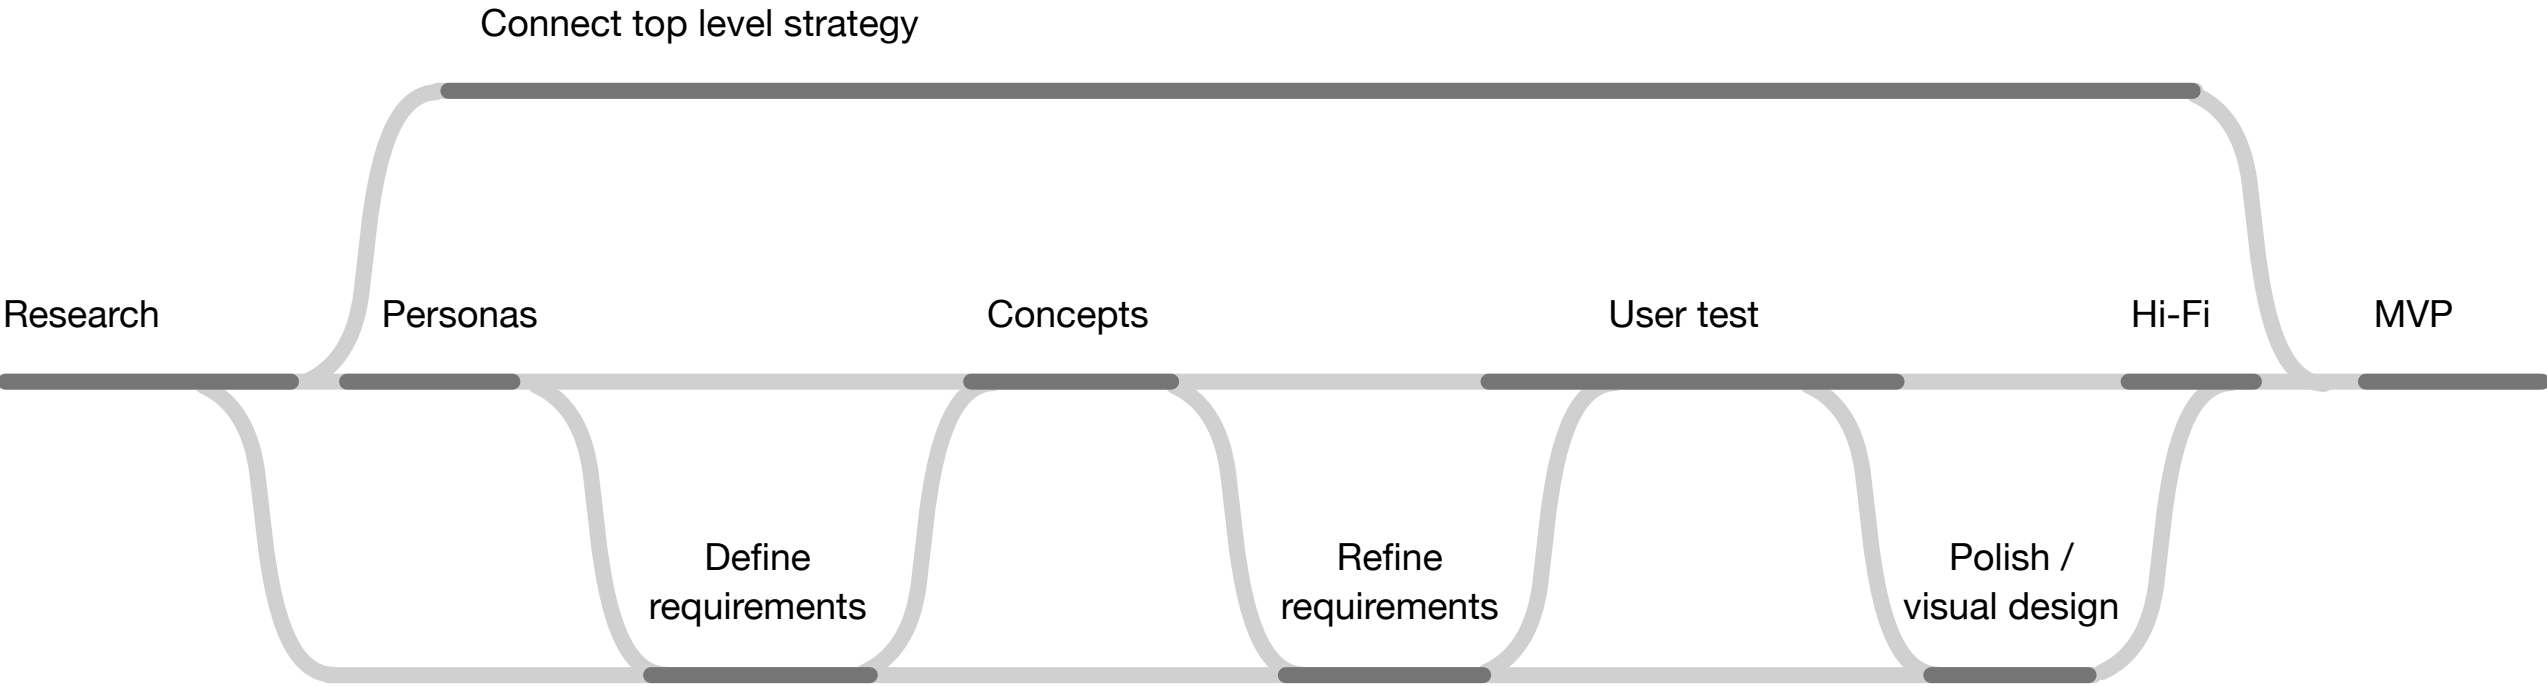 Connect top level strategy
Research
Personas
Concepts
User test
Hi-Fi
MVP
Define
requirements
Refine
requirements
Polish /
visual design